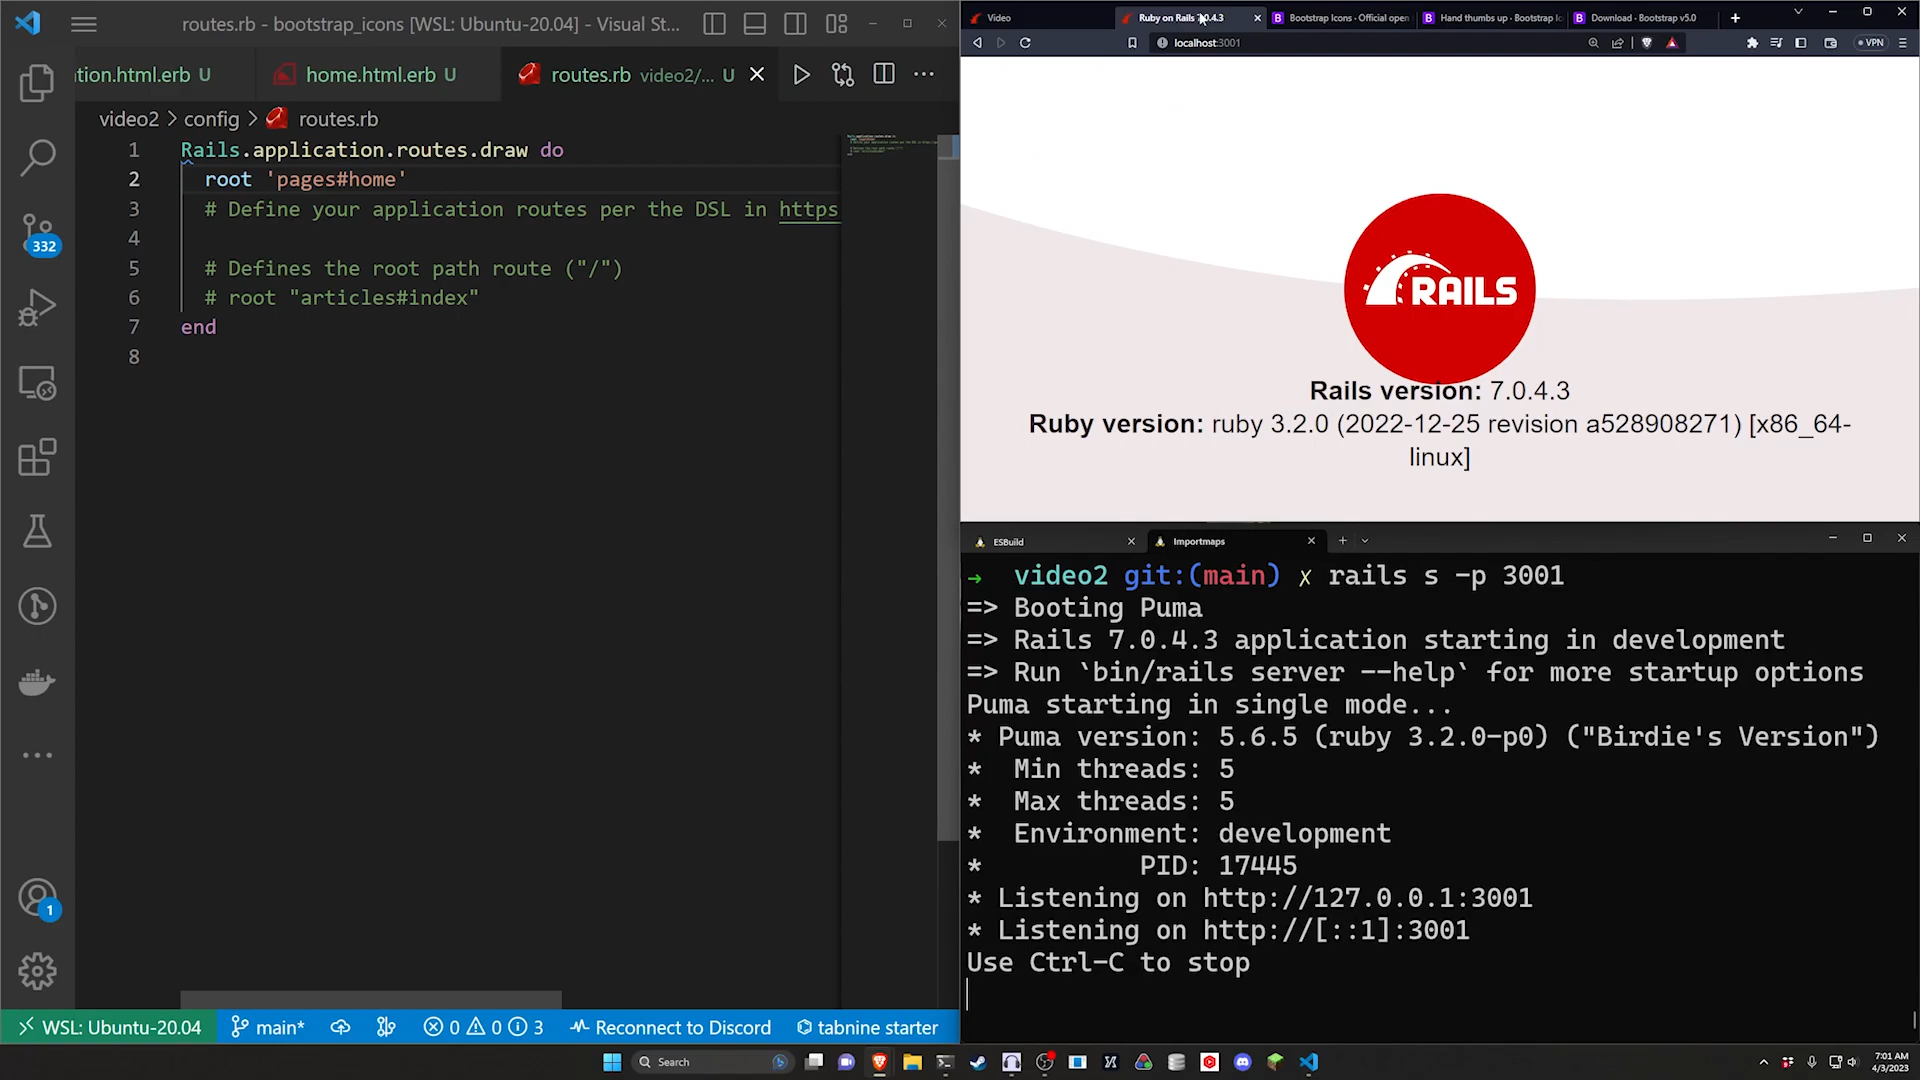 routes.rb - bootstrap_icons [WSL: Ubuntu-20.04] - Visual St...
tion.html.erb U
home.html.erb U
routes.rb video2/... U
video2 > config > routes.rb
1 Rails.application.routes.draw do
2 root 'pages#home'
3 # Define your application routes per the DSL in https
4
5 # Defines the root path route ("/")
6 # root "articles#index"
7 end
8
332
1
WSL: Ubuntu-20.04
main*
0 0 3
Reconnect to Discord
tabnine starter
Video
Ruby on Rails 7.0.4.3
Bootstrap Icons · Official open
Hand thumbs up · Bootstrap Ic
Download · Bootstrap v5.0
localhost:3001
VPN
RAILS
Rails version: 7.0.4.3
Ruby version: ruby 3.2.0 (2022-12-25 revision a528908271) [x86_64-
linux]
ESBuild
Importmaps
→ video2 git:(main) ✗ rails s -p 3001
=> Booting Puma
=> Rails 7.0.4.3 application starting in development
=> Run `bin/rails server --help` for more startup options
Puma starting in single mode...
* Puma version: 5.6.5 (ruby 3.2.0-p0) ("Birdie's Version")
* Min threads: 5
* Max threads: 5
* Environment: development
* PID: 17445
* Listening on http://127.0.0.1:3001
* Listening on http://[::1]:3001
Use Ctrl-C to stop
Search
7:01 AM
4/3/2023